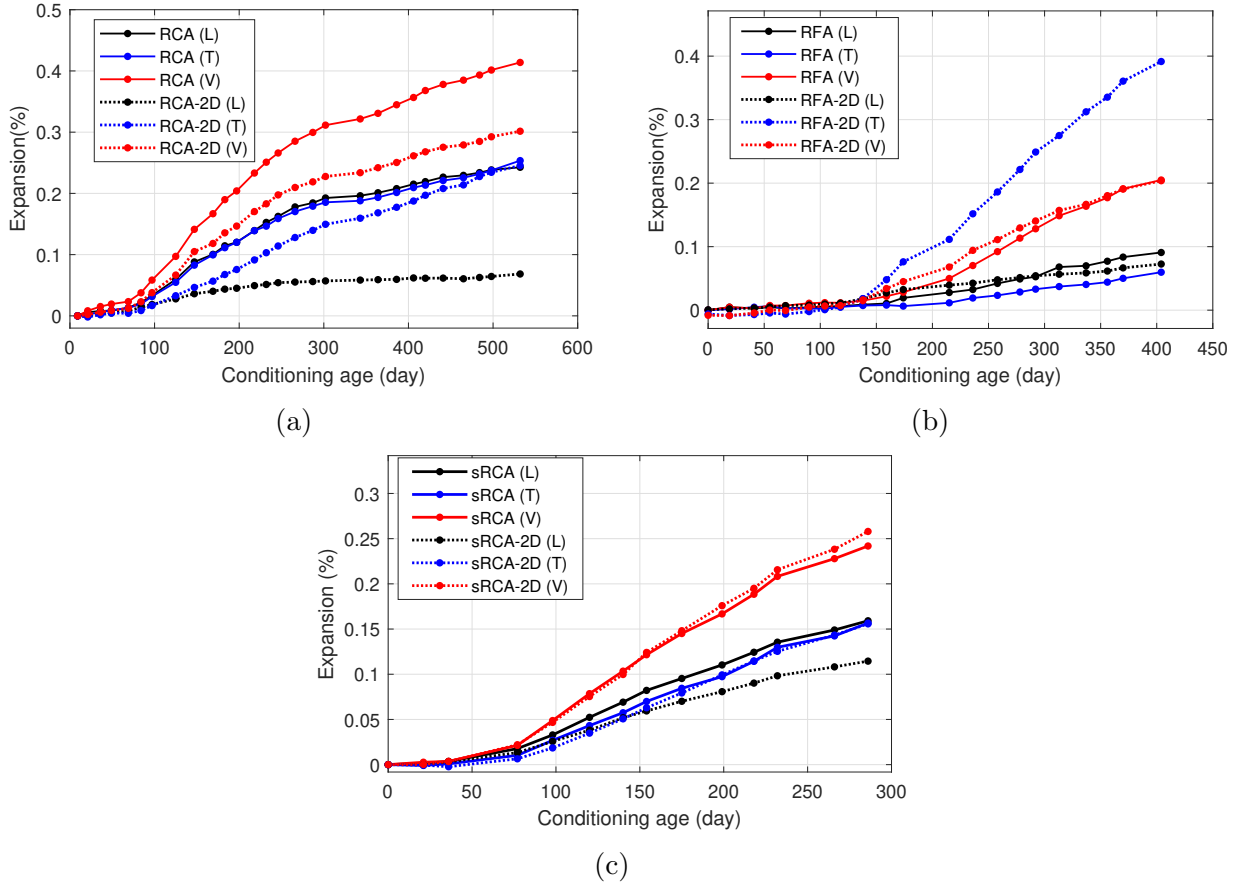 0.5
0.4
0.3
0.2
0.1
0
Expansion(%)
RCA (L)
RCA (T)
RCA (V)
RCA-2D (L)
RCA-2D (T)
RCA-2D (V)
0 100 200 300 400 500 600
Conditioning age (day)
(a)
0.4
0.3
0.2
0.1
0
Expansion(%)
RFA (L)
RFA (T)
RFA (V)
RFA-2D (L)
RFA-2D (T)
RFA-2D (V)
0 50 100 150 200 250 300 350 400 450
Conditioning age (day)
(b)
0.3
0.25
0.2
0.15
0.1
0.05
0
Expansion (%)
sRCA (L)
sRCA (T)
sRCA (V)
sRCA-2D (L)
sRCA-2D (T)
sRCA-2D (V)
0 50 100 150 200 250 300
Conditioning age (day)
(c)